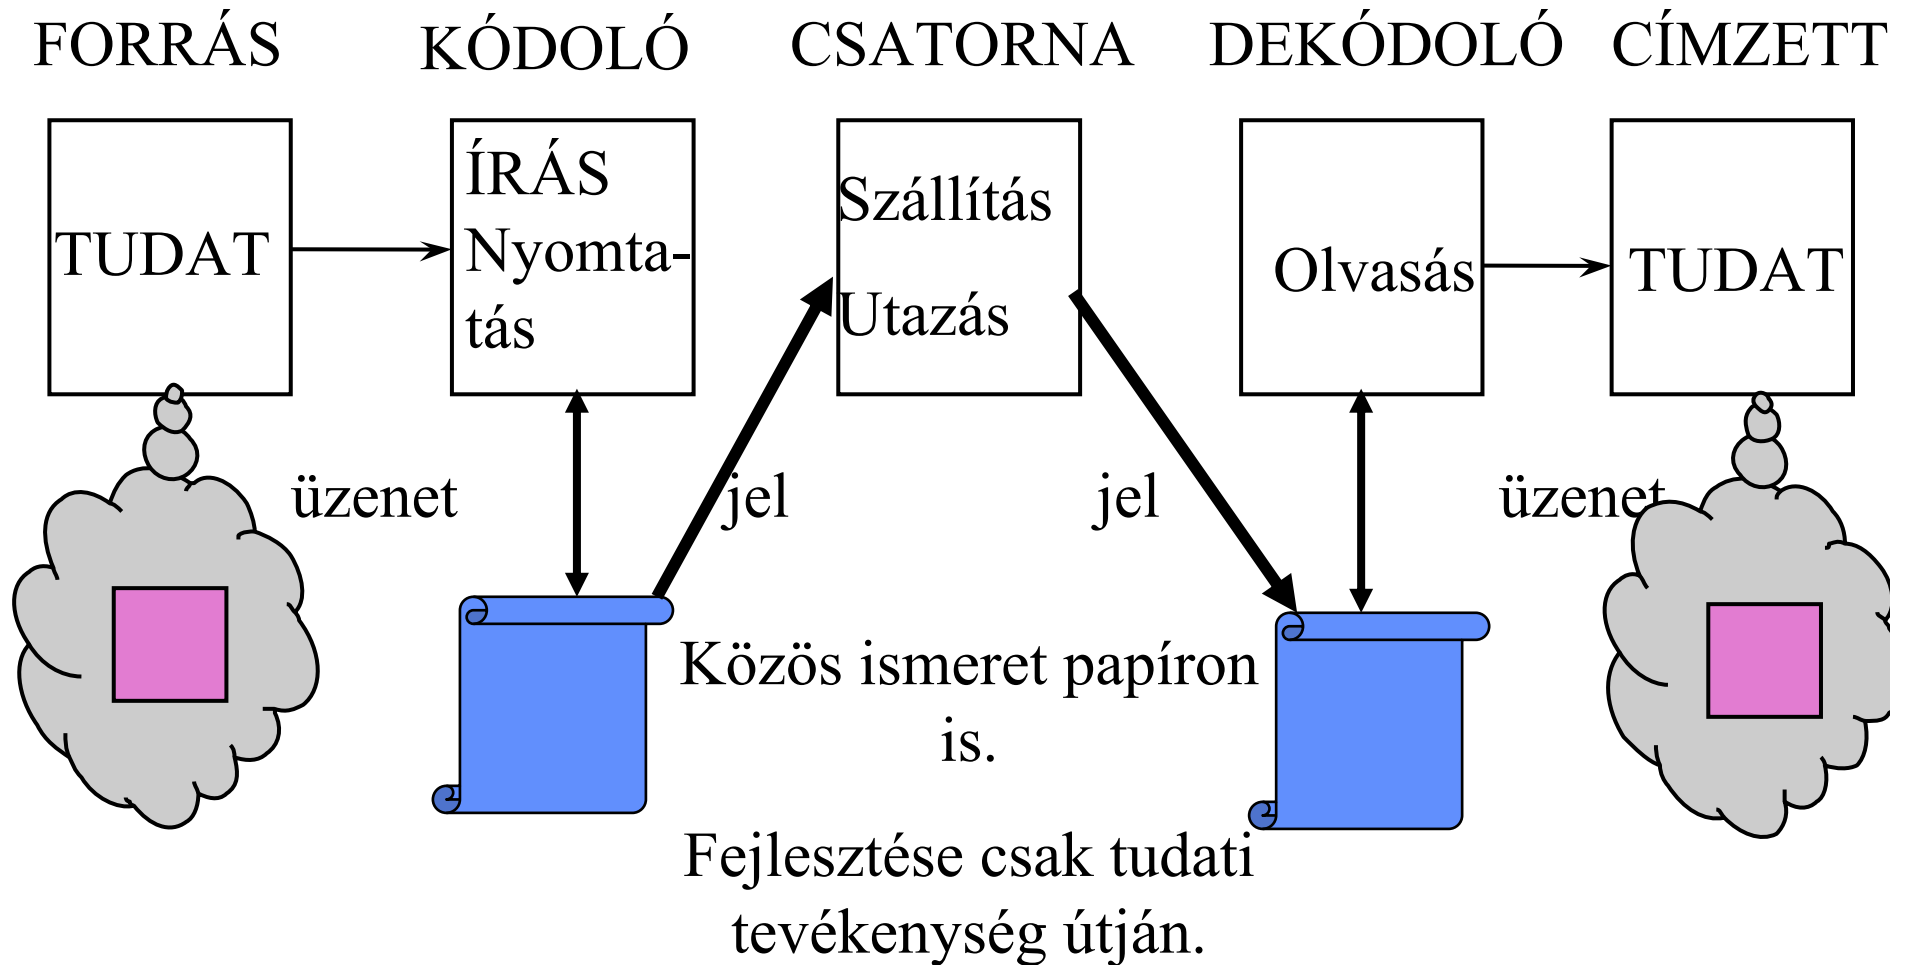 FORRÁS
KÓDOLÓ
CSATORNA
DEKÓDOLÓ
CÍMZETT
TUDAT
ÍRÁS
Nyomta-
tás
Szállítás
Utazás
Olvasás
TUDAT
üzenet
jel
jel
üzenet
Közös ismeret papíron
is.
Fejlesztése csak tudati
tevékenység útján.